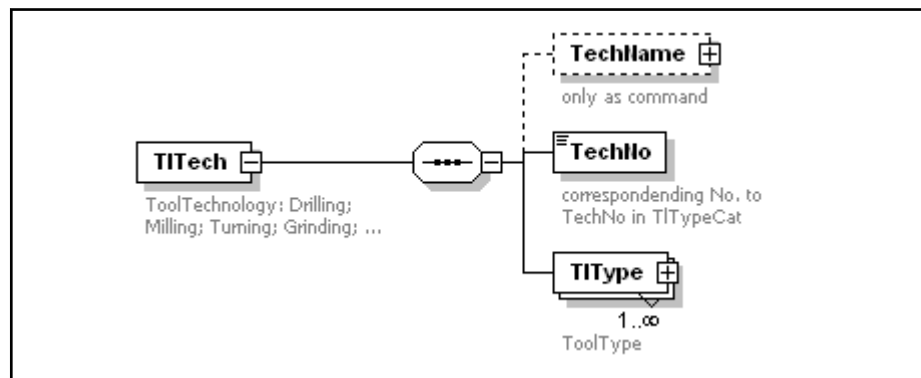 TechName
only as command
TlTech
ToolTechnology: Drilling;
Milling; Turning; Grinding; ...
TechNo
correspondending No. to
TechNo in TlTypeCat
TlType
1..∞
ToolType